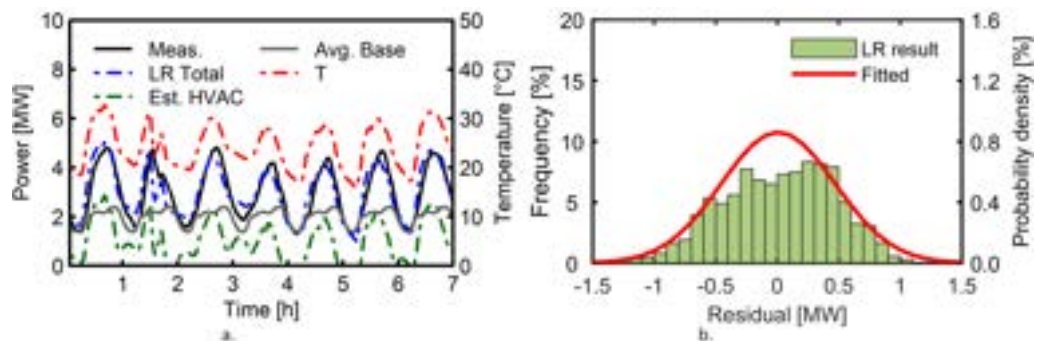 10
8
6
4
2
0
Power [MW]
Meas.
LR Total
Est. HVAC
Avg. Base
T
50
40
30
20
10
0
Temperature [°C]
1 2 3 4 5 6 7
Time [h]
a.
20
15
10
5
0
Frequency [%]
LR result
Fitted
1.6
1.2
0.8
0.4
0.0
Probability density [%]
-1.5 -1 -0.5 0 0.5 1 1.5
Residual [MW]
b.